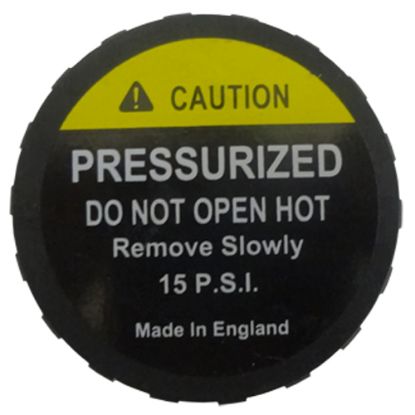 CAUTION
PRESSURIZED
DO NOT OPEN HOT
Remove Slowly
15 P.S.I.
Made In England